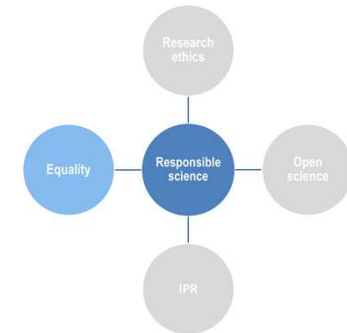 Research
ethics
Equality
Responsible
science
Open
science
IPR